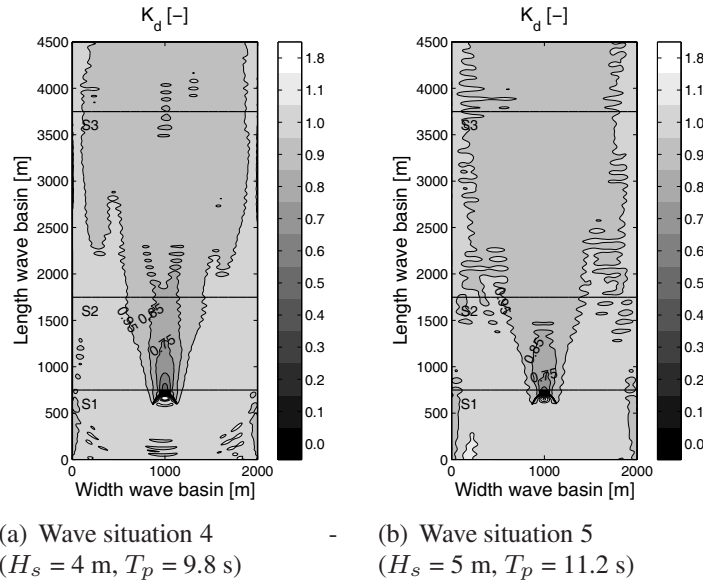 K_d [-]
4500
4000
3500
3000
2500
2000
1500
1000
500
0
Length wave basin [m]
S3
S2
S1
0.95
0.85
0.75
0 1000 2000
Width wave basin [m]
1.8
1.1
1.0
0.9
0.8
0.7
0.6
0.5
0.4
0.3
0.2
0.1
0.0
K_d [-]
4500
4000
3500
3000
2500
2000
1500
1000
500
0
Length wave basin [m]
S3
S2
S1
0.95
0.85
0.75
0 1000 2000
Width wave basin [m]
1.8
1.1
1.0
0.9
0.8
0.7
0.6
0.5
0.4
0.3
0.2
0.1
0.0
(a) Wave situation 4
(H_s = 4 m, T_p = 9.8 s)
-
(b) Wave situation 5
(H_s = 5 m, T_p = 11.2 s)